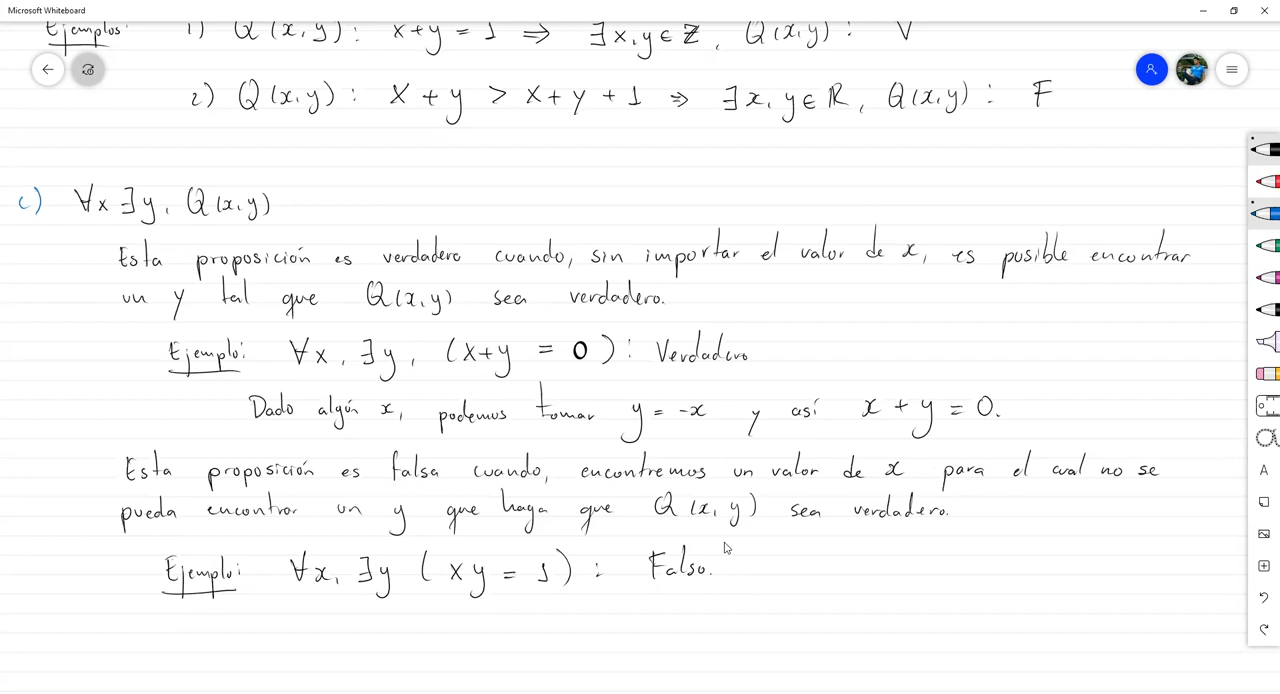 Microsoft Whiteboard
Ejemplos: 1) Q(x,y): x+y = 1 ⇒ ∃x,y ∈ ℤ, Q(x,y): V
2) Q(x,y): x+y > x+y+1 ⇒ ∃x,y ∈ ℝ, Q(x,y): F
c) ∀x ∃y, Q(x,y)
Esta proposición es verdadera cuando, sin importar el valor de x, es posible encontrar
un y tal que Q(x,y) sea verdadero.
Ejemplo: ∀x, ∃y, (x+y = 0): Verdadero
Dado algún x, podemos tomar y = -x y así x + y = 0.
Esta proposición es falsa cuando, encontremos un valor de x para el cual no se
pueda encontrar un y que haga que Q(x,y) sea verdadero.
Ejemplo: ∀x, ∃y (xy = 1): Falso.
A